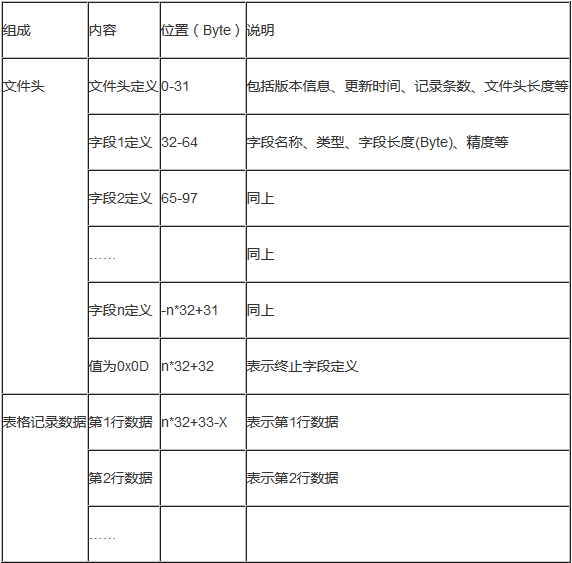 组成 内容 位置（Byte） 说明
文件头 文件头定义 0-31 包括版本信息、更新时间、记录条数、文件头长度等
字段1定义 32-64 字段名称、类型、字段长度(Byte)、精度等
字段2定义 65-97 同上
…… 同上
字段n定义 -n*32+31 同上
值为0x0D n*32+32 表示终止字段定义
表格记录数据 第1行数据 n*32+33-X 表示第1行数据
第2行数据 表示第2行数据
……